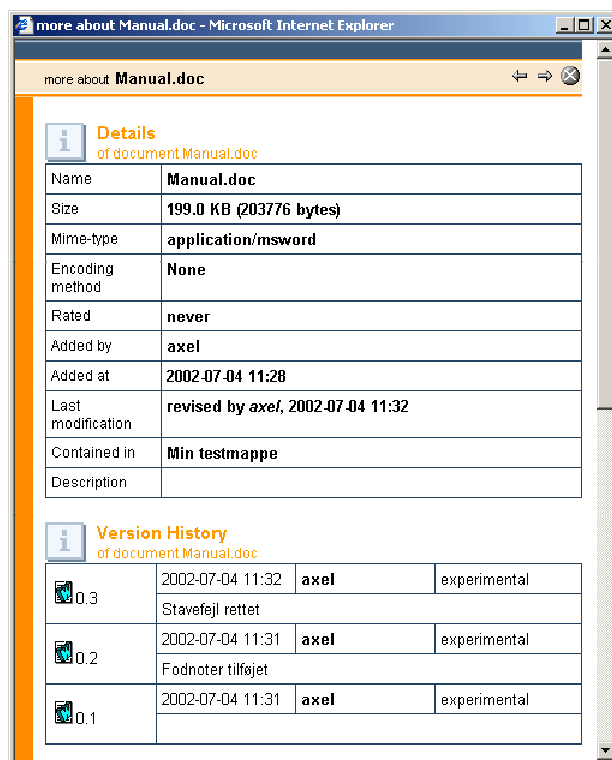 more about Manual.doc - Microsoft Internet Explorer
more about Manual.doc
i
Details
of document Manual.doc
Name Manual.doc
Size 199.0 KB (203776 bytes)
Mime-type application/msword
Encoding None
method
Rated never
Added by axel
Added at 2002-07-04 11:28
Last revised by axel, 2002-07-04 11:32
modification
Contained in Min testmappe
Description
i
Version History
of document Manual.doc
0.3 2002-07-04 11:32 axel experimental
Stavefejl rettet
0.2 2002-07-04 11:31 axel experimental
Fodnoter tilføjet
0.1 2002-07-04 11:31 axel experimental